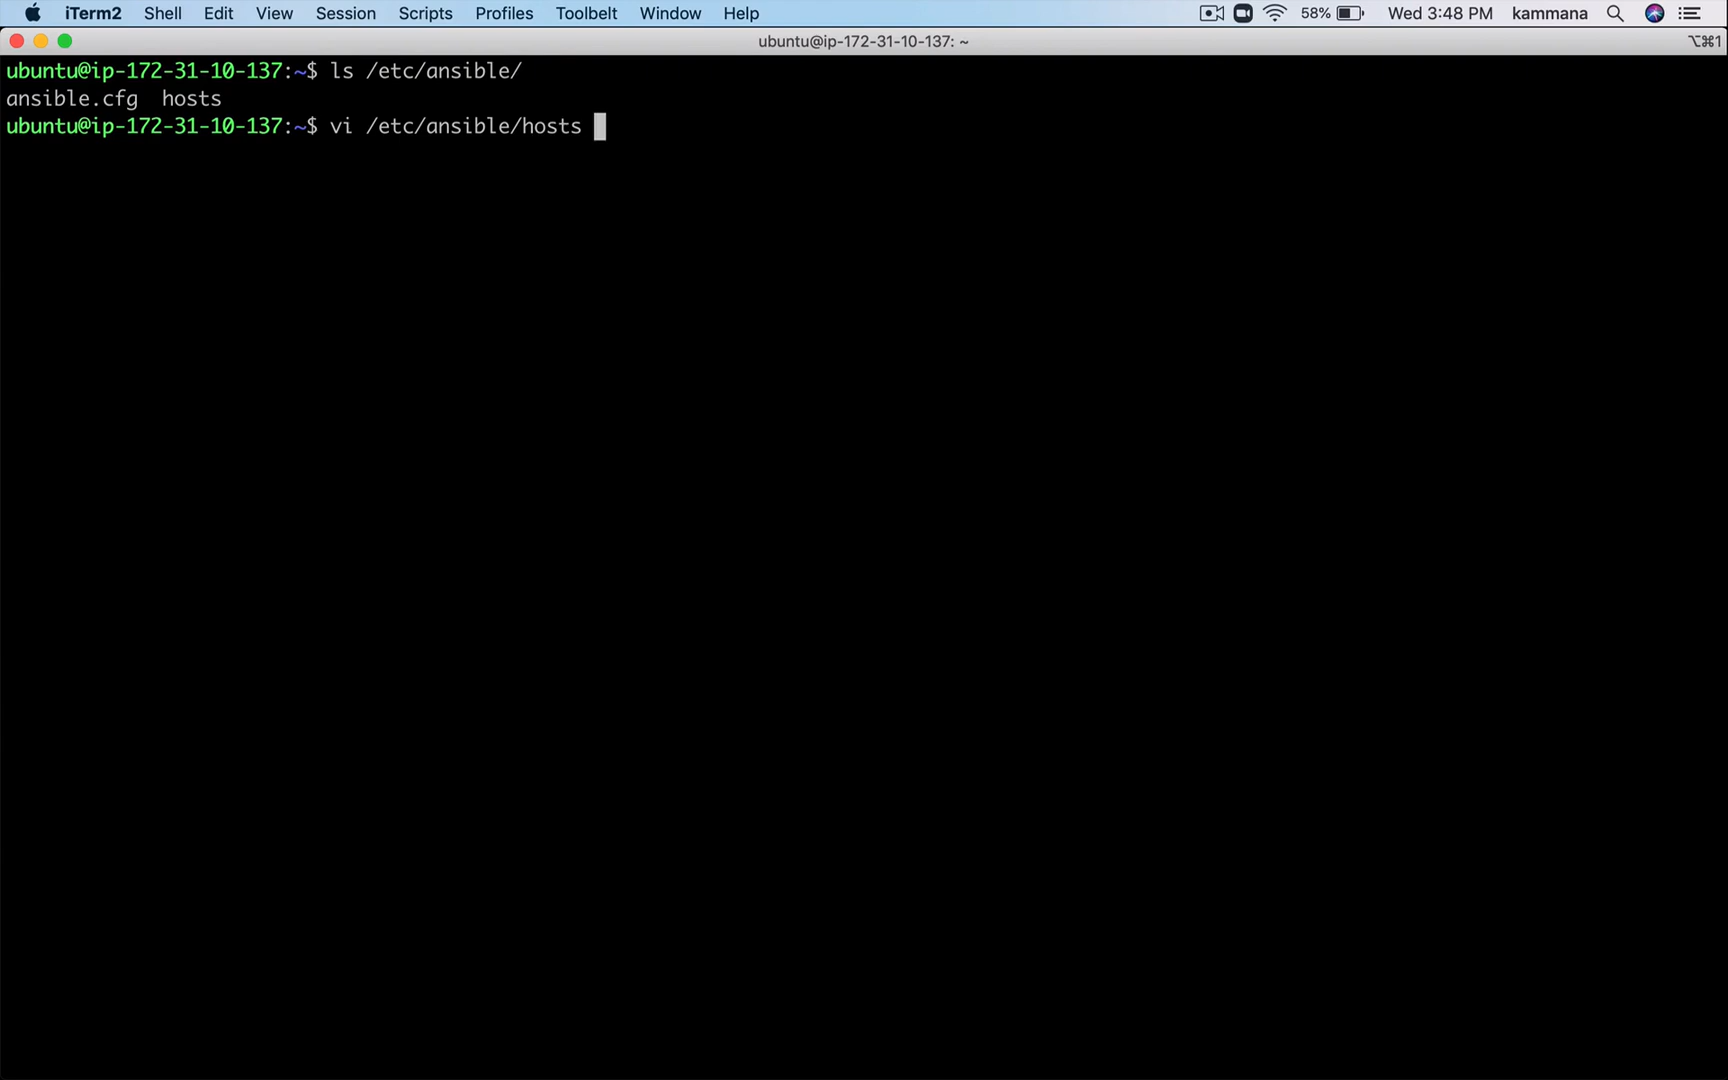 iTerm2 Shell Edit View Session Scripts Profiles Toolbelt Window Help 58% Wed 3:48 PM kammana
ubuntu@ip-172-31-10-137: ~ ⌥⌘1
ubuntu@ip-172-31-10-137:~$ ls /etc/ansible/
ansible.cfg  hosts
ubuntu@ip-172-31-10-137:~$ vi /etc/ansible/hosts